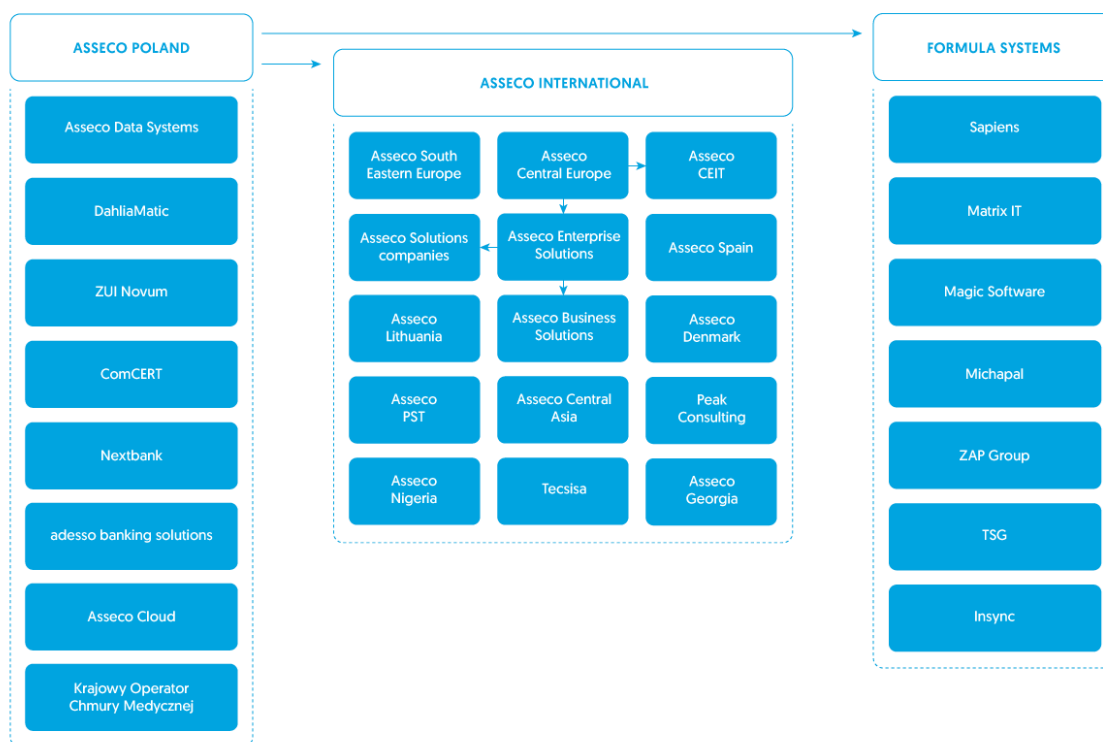 ASSECO POLAND
Asseco Data Systems
DahliaMatic
ZUI Novum
ComCERT
Nextbank
adesso banking solutions
Asseco Cloud
Krajowy Operator
Chmury Medycznej
ASSECO INTERNATIONAL
Asseco South
Eastern Europe
Asseco
Central Europe
Asseco
CEIT
Asseco Solutions
companies
Asseco Enterprise
Solutions
Asseco Spain
Asseco
Lithuania
Asseco Business
Solutions
Asseco
Denmark
Asseco
PST
Asseco Central
Asia
Peak
Consulting
Asseco
Nigeria
Tecsisa
Asseco
Georgia
FORMULA SYSTEMS
Sapiens
Matrix IT
Magic Software
Michapal
ZAP Group
TSG
Insync